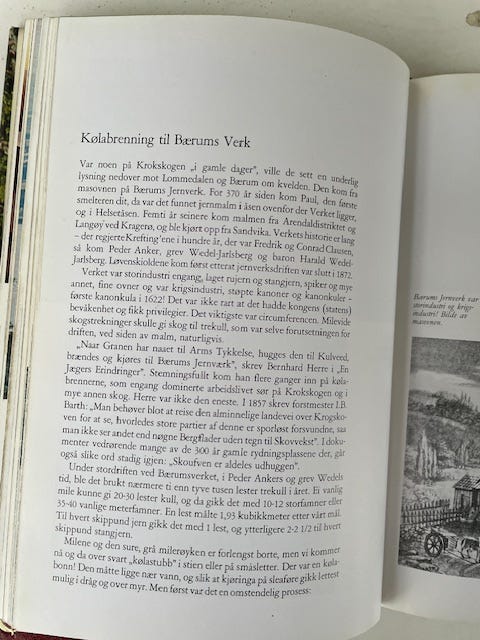 Kølabrenning til Bærums Verk
Var noen på Krokskogen „i gamle dager", ville de sett en underlig
lysning nedover mot Lommedalen og Bærum om kvelden. Den kom fra
masovnen på Bærums Jernverk. For 370 år siden kom Paul, den første
smelteren dit, da var det funnet jernmalm i åsen ovenfor der Verket ligger,
og i Helsetåsen. Femti år seinere kom malmen fra Arendaldistriktet og
Langøy ved Kragerø, og ble kjørt opp fra Sandvika. Verkets historie er lang
– der regjerte Krefting'ene i hundre år, der var Fredrik og Conrad Clausen,
så kom Peder Anker, grev Wedel-Jarlsberg og baron Harald Wedel-
Jarlsberg. Løvenskioldene kom først etterat jernverksdriften var slutt i 1872.
Verket var storindustri engang, laget rujern og stangjern, spiker og mye
annet, fine ovner og var krigsindustri, støpte kanoner og kanonkuler –
første kanonkula i 1622! Det var ikke rart at det hadde kongens (statens)
bevåkenhet og fikk privilegier. Det viktigste var circumferencen. Milevide
skogstrekninger skulle gi skog til trekull, som var selve forutsetningen for
driften, ved siden av malm, naturligvis.
„Naar Granen har naaet til Arms Tykkelse, hugges den til Kulveed,
brændes og kjøres til Bærums Jernværk", skrev Bernhard Herre i „En
Jægers Erindringer". Stemningsfullt kom han flere ganger inn på køla-
brennerne, som engang dominerte arbeidslivet sør på Krokskogen og i
mye annen skog. Herre var ikke den eneste. I 1857 skrev forstmester J.B.
Barth: „Man behøver blot at reise den alminnelige landevei over Krogsko-
ven for at se, hvorledes store partier af denne er sporløst forsvundne, saa
man ikke ser andet end nøgne Bergflader uden tegn til Skovvekst". I doku-
menter vedrørende mange av de 300 år gamle rydningsplassene der, går
også slike ord stadig igjen: „Skoufven er aldeles udhuggen".
Under stordriften ved Bærumsverket, i Peder Ankers og grev Wedels
tid, ble det brukt nærmere ti enn tyve tusen lester trekull i året. Ei vanlig
mile kunne gi 20-30 lester kull, og da gikk det med 10-12 storfamner eller
35-40 vanlige meterfamner. En lest målte 1,93 kubikkmeter etter vårt mål.
Til hvert skippund jern gikk det med 1 lest, og ytterligere 2-2 1/2 til hvert
skippund stangjern.
Milene og den sure, grå milerøyken er forlengst borte, men vi kommer
nå og da over svart „kølastubb" i stien eller på småsletter. Der var en køla-
bonn! Den måtte ligge nær vann, og slik at kjøringa på sleaføre gikk lettest
mulig i dråg og over myr. Men først var det en omstendelig prosess:
Bærums Jernverk var
storindustri og krigs-
industri! Bilde av
masovnen.